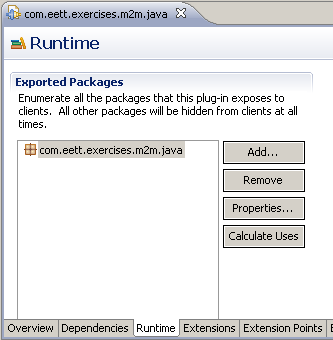 com.eett.exercises.m2m.java
Runtime
Exported Packages
Enumerate all the packages that this plug-in exposes to
clients. All other packages will be hidden from clients at all
times.
com.eett.exercises.m2m.java
Add...
Remove
Properties...
Calculate Uses
Overview Dependencies Runtime Extensions Extension Points